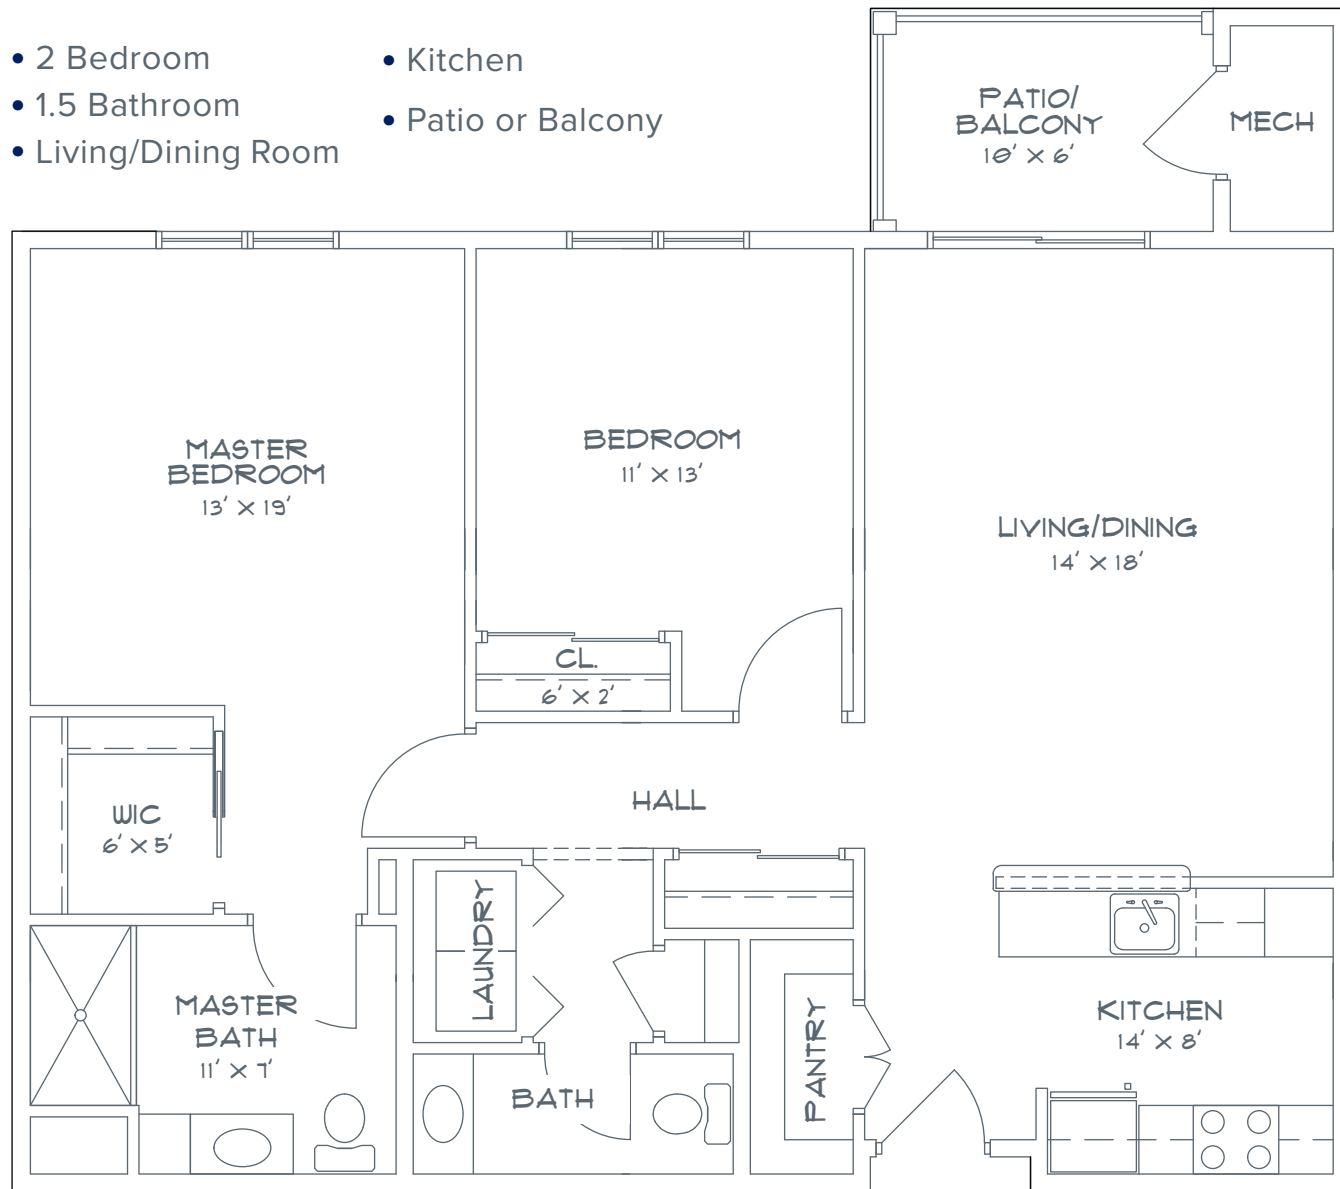 • 2 Bedroom
• 1.5 Bathroom
• Living/Dining Room
• Kitchen
• Patio or Balcony
PATIO/
BALCONY
10' X 6'
MECH
MASTER
BEDROOM
13' X 19'
BEDROOM
11' X 13'
LIVING/DINING
14' X 18'
CL.
6' X 2'
WIC
6' X 5'
HALL
LAUNDRY
MASTER
BATH
11' X 7'
BATH
PANTRY
KITCHEN
14' X 8'